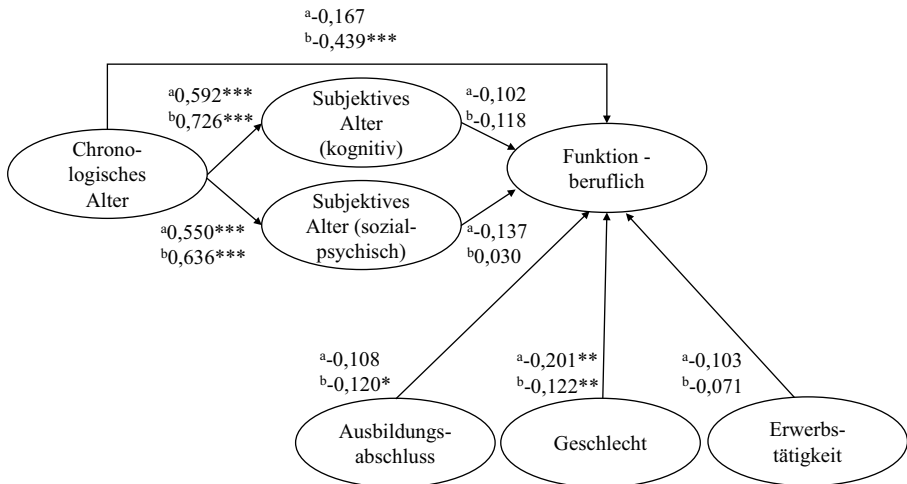 ᵃ-0,167
ᵇ-0,439***
ᵃ0,592***
ᵇ0,726***
Subjektives
Alter
(kognitiv)
ᵃ-0,102
ᵇ-0,118
Chrono-
logisches
Alter
Funktion -
beruflich
ᵃ0,550***
ᵇ0,636***
Subjektives
Alter (sozial-
psychisch)
ᵃ-0,137
ᵇ0,030
ᵃ-0,108
ᵇ-0,120*
ᵃ-0,201**
ᵇ-0,122**
ᵃ-0,103
ᵇ-0,071
Ausbildungs-
abschluss
Geschlecht
Erwerbs-
tätigkeit